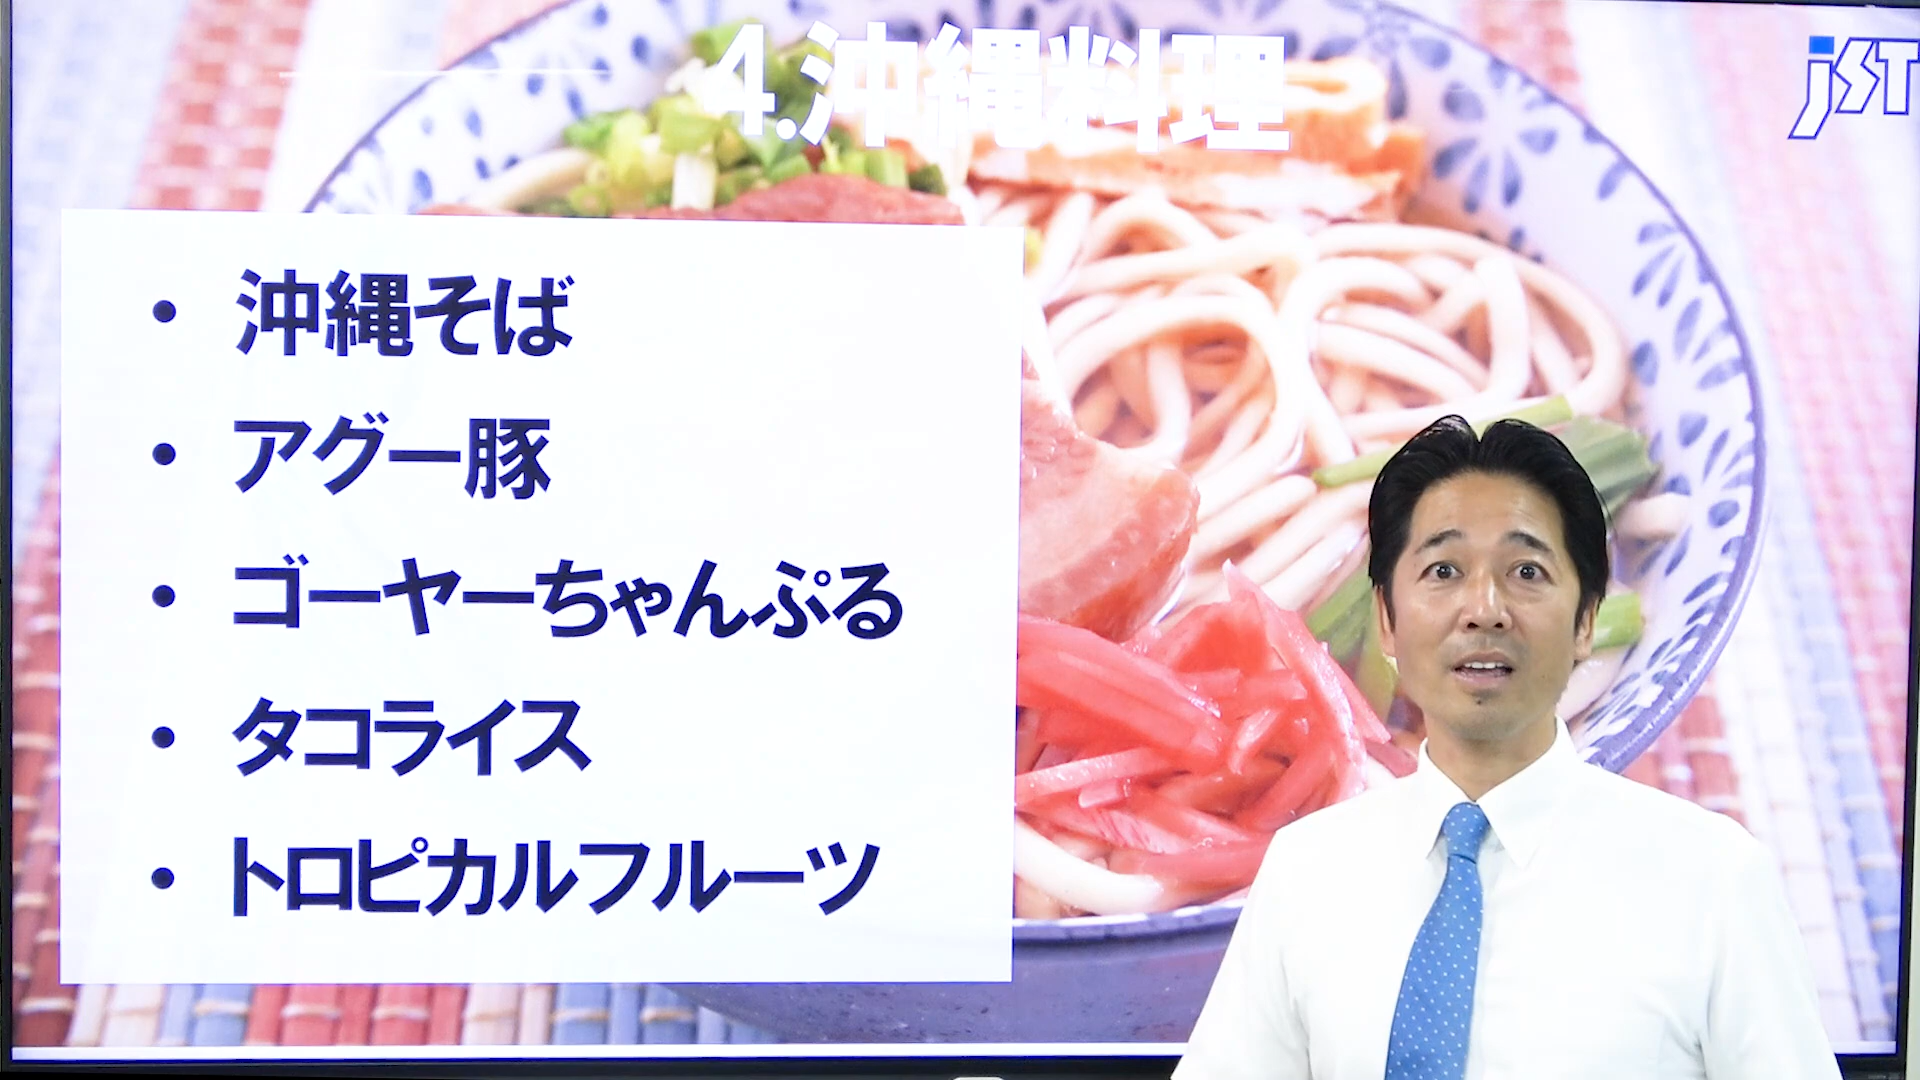 4.沖縄料理
jST
• 沖縄そば
• アグー豚
• ゴーヤーちゃんぷる
• タコライス
• トロピカルフルーツ